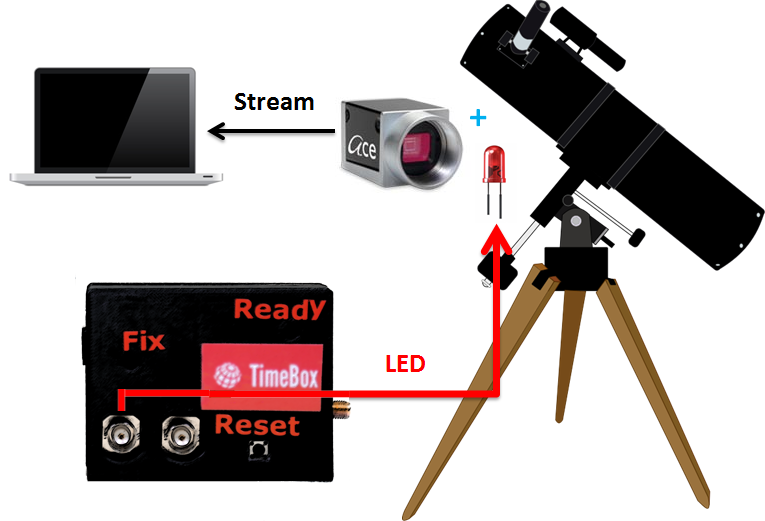 Stream
ace
Ready
Fix
TimeBox
LED
Reset